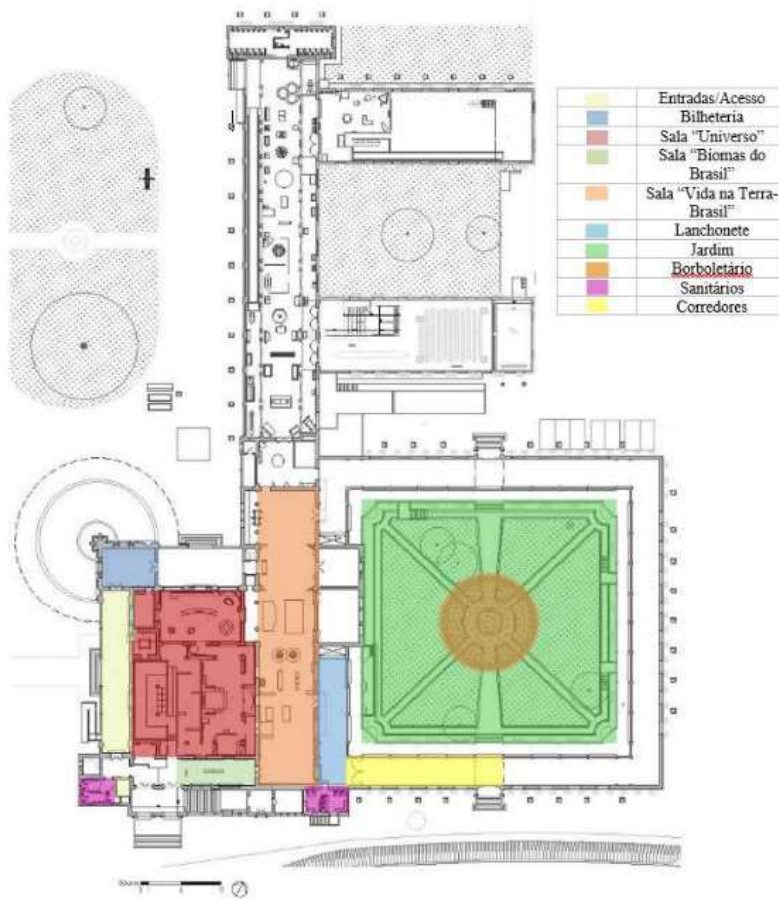 Entradas/Acesso
Bilheteria
Sala “Universo”
Sala “Biomas do
Brasil”
Sala “Vida na Terra-
Brasil”
Lanchonete
Jardim
Borboletário
Sanitários
Corredores